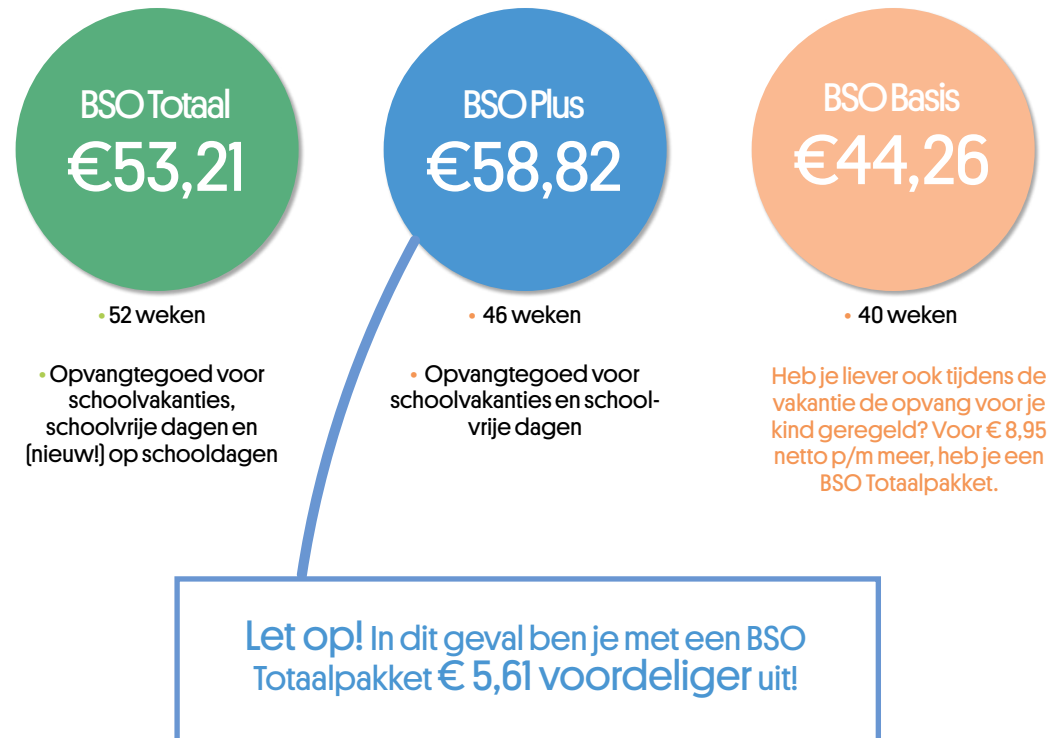 BSO Totaal
€53,21
• 52 weken
• Opvangtegoed voor
schoolvakanties,
schoolvrije dagen en
(nieuw!) op schooldagen
BSO Plus
€58,82
• 46 weken
• Opvangtegoed voor
schoolvakanties en school-
vrije dagen
BSO Basis
€44,26
• 40 weken
Heb je liever ook tijdens de
vakantie de opvang voor je
kind geregeld? Voor € 8,95
netto p/m meer, heb je een
BSO Totaalpakket.
Let op! In dit geval ben je met een BSO
Totaalpakket € 5,61 voordeliger uit!